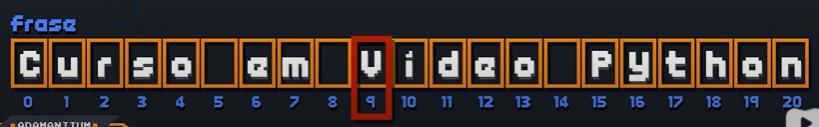 frase
Curso em Video Python
0 1 2 3 4 5 6 7 8 9 10 11 12 13 14 15 16 17 18 19 20
ADAMANTIUM